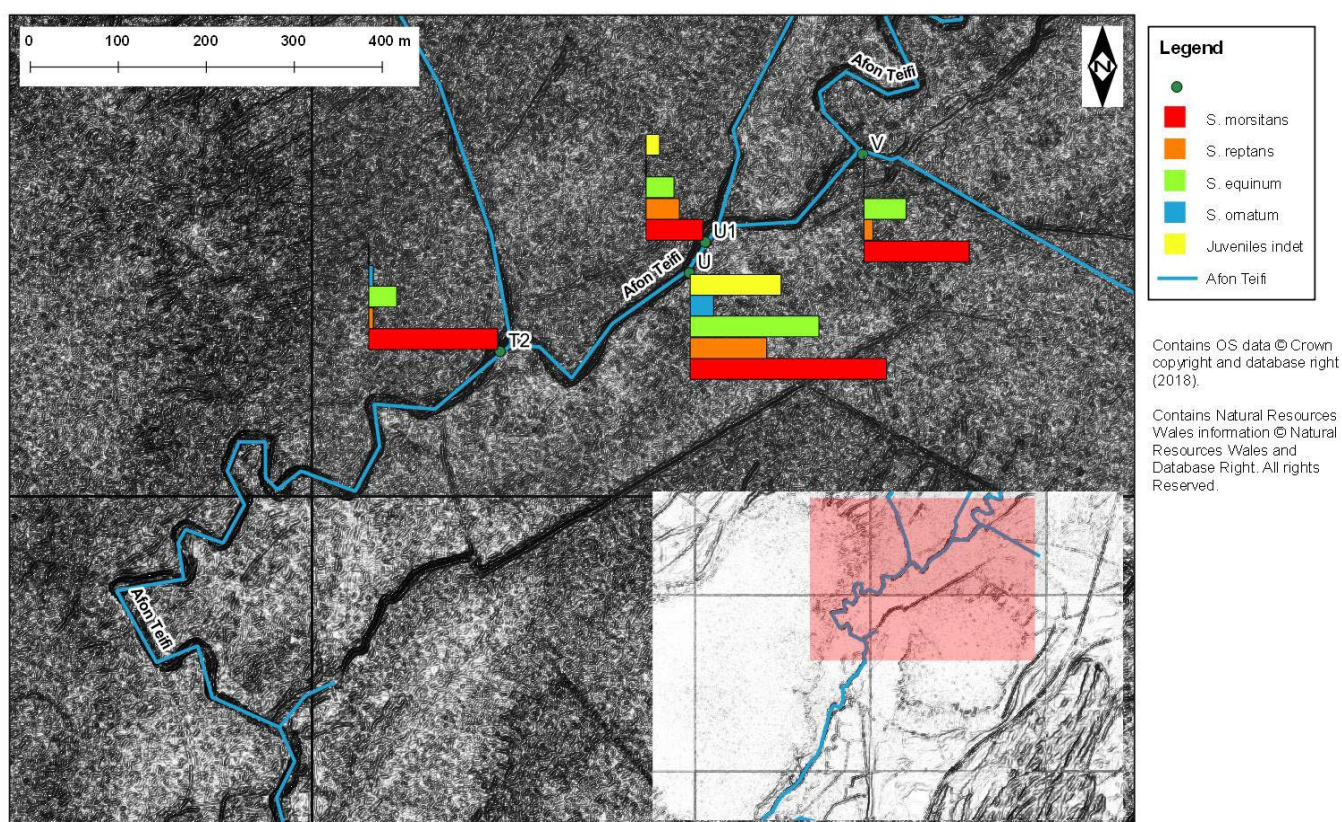 0 100 200 300 400 m
N
Afon Teifi
V
U1
U
Afon Teifi
T2
Afon Teifi
Legend
S. morsitans
S. reptans
S. equinum
S. ornatum
Juveniles indet
Afon Teifi
Contains OS data © Crown
copyright and database right
(2018).
Contains Natural Resources
Wales information © Natural
Resources Wales and
Database Right. All rights
Reserved.